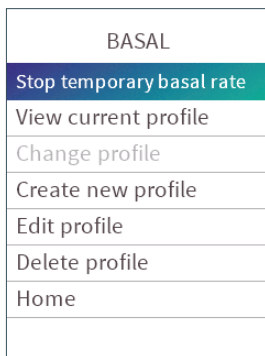 BASAL
Stop temporary basal rate
View current profile
Change profile
Create new profile
Edit profile
Delete profile
Home